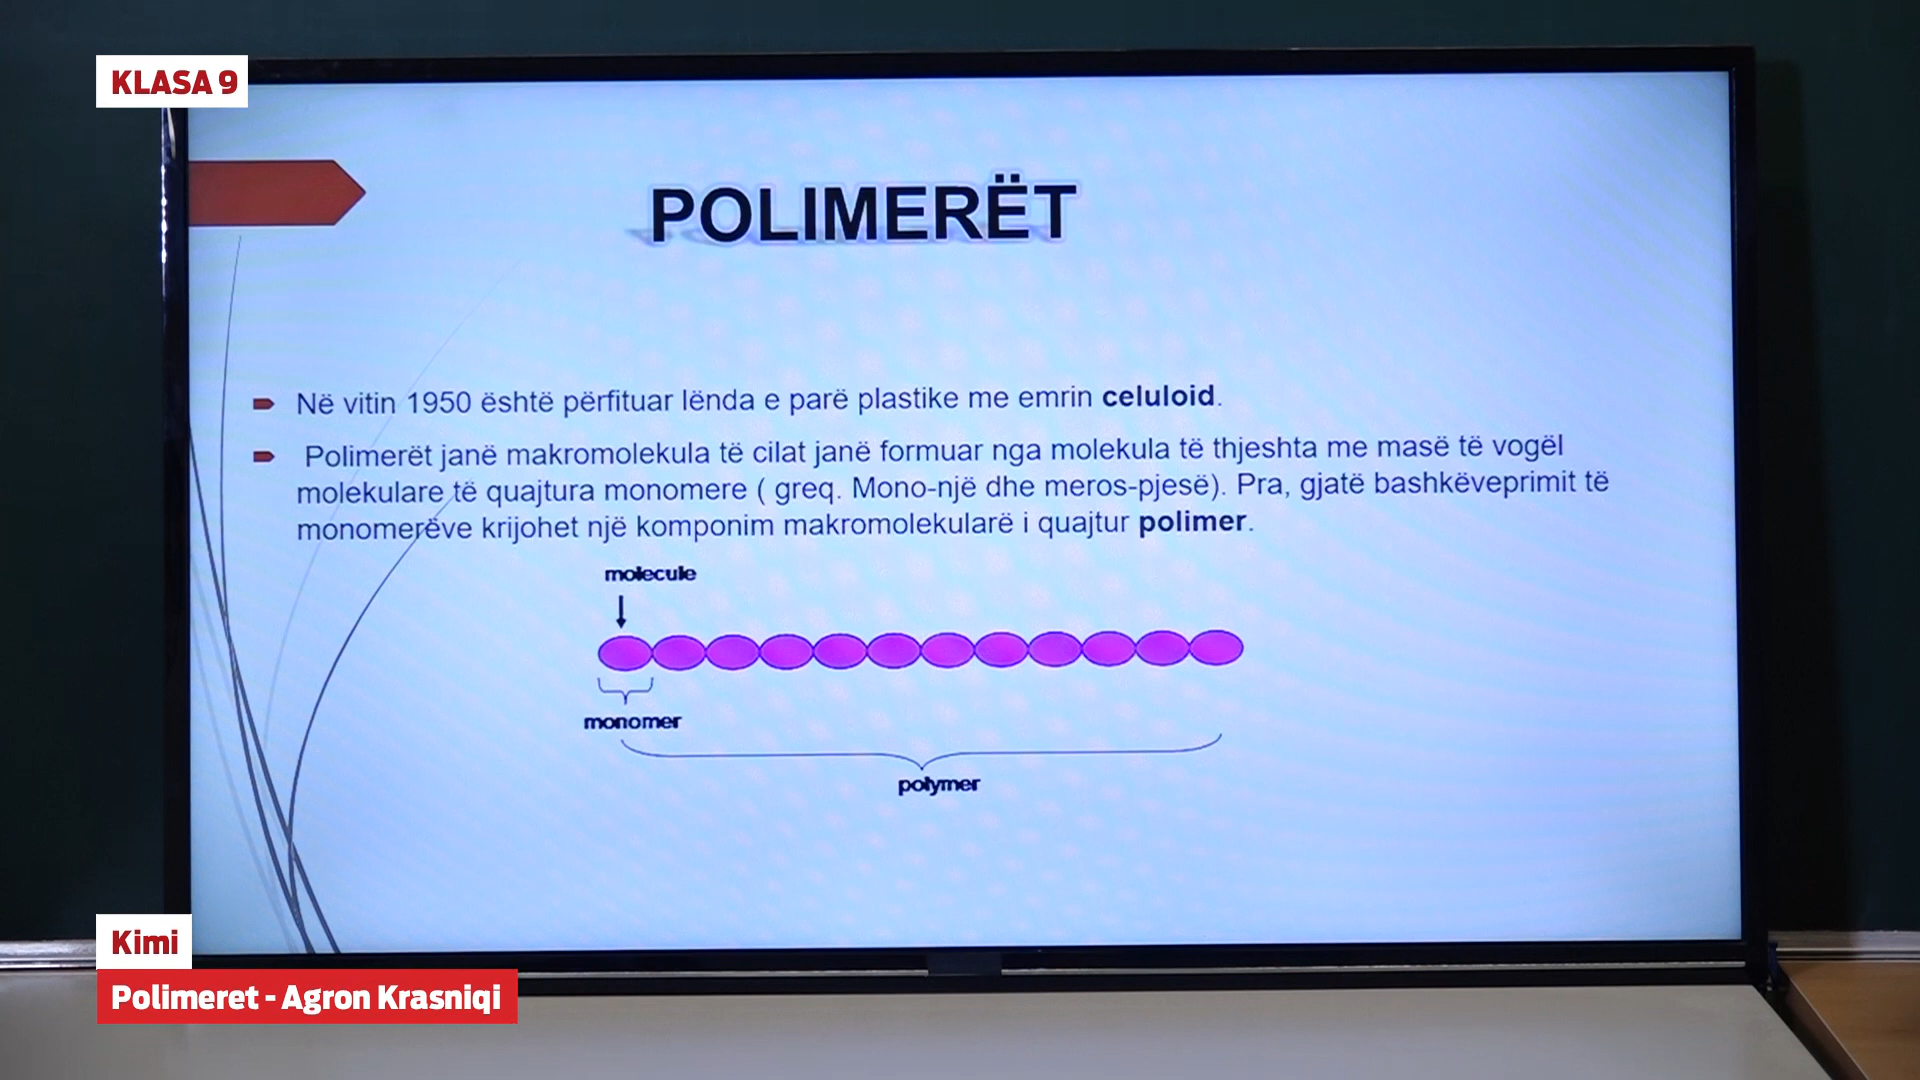 KLASA 9
POLIMERËT
Në vitin 1950 është përfituar lënda e parë plastike me emrin celuloid.
Polimerët janë makromolekula të cilat janë formuar nga molekula të thjeshta me masë të vogël
molekulare të quajtura monomere ( greq. Mono-një dhe meros-pjesë). Pra, gjatë bashkëveprimit të
monomerëve krijohet një komponim makromolekularë i quajtur polimer.
molecule
monomer
polymer
Kimi
Polimeret - Agron Krasniqi